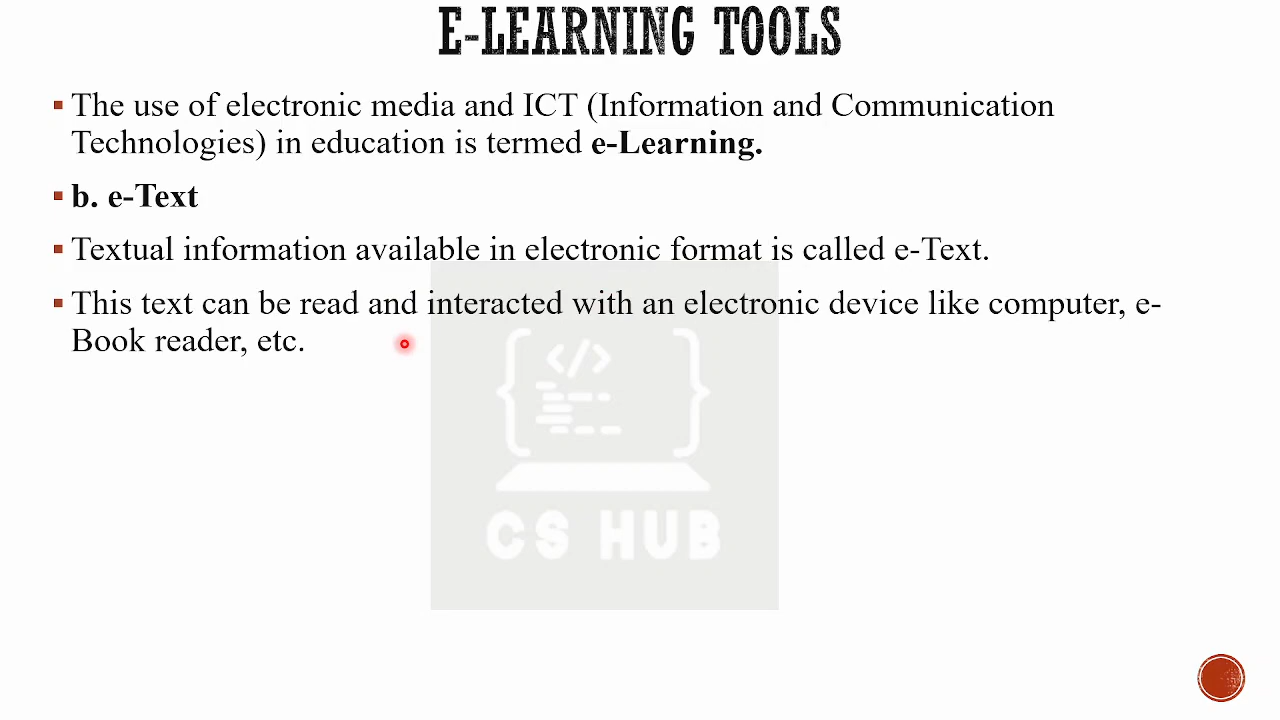 E-LEARNING TOOLS
The use of electronic media and ICT (Information and Communication
Technologies) in education is termed e-Learning.
b. e-Text
Textual information available in electronic format is called e-Text.
This text can be read and interacted with an electronic device like computer, e-
Book reader, etc.
</>
CS HUB